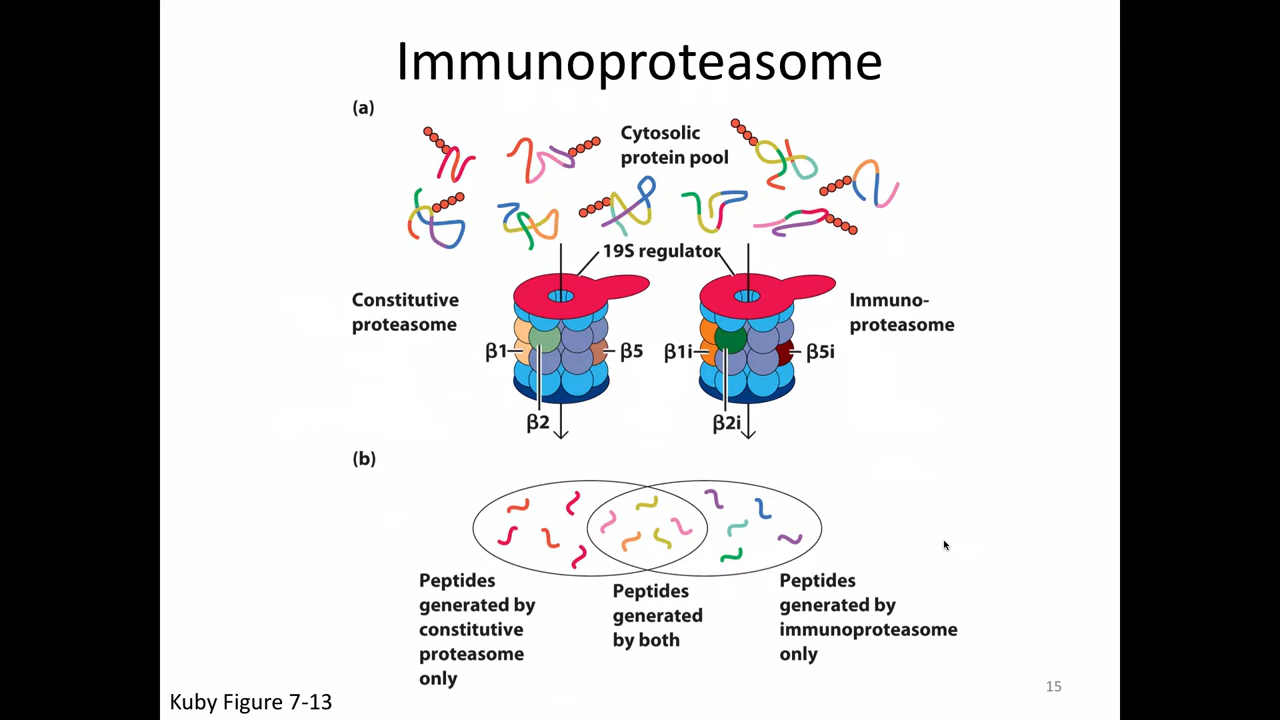 Immunoproteasome
(a)
Cytosolic
protein pool
19S regulator
Constitutive
proteasome
Immuno-
proteasome
β1
β5
β1i
β5i
β2
β2i
(b)
Peptides
generated by
constitutive
proteasome
only
Peptides
generated
by both
Peptides
generated by
immunoproteasome
only
Kuby Figure 7-13
15